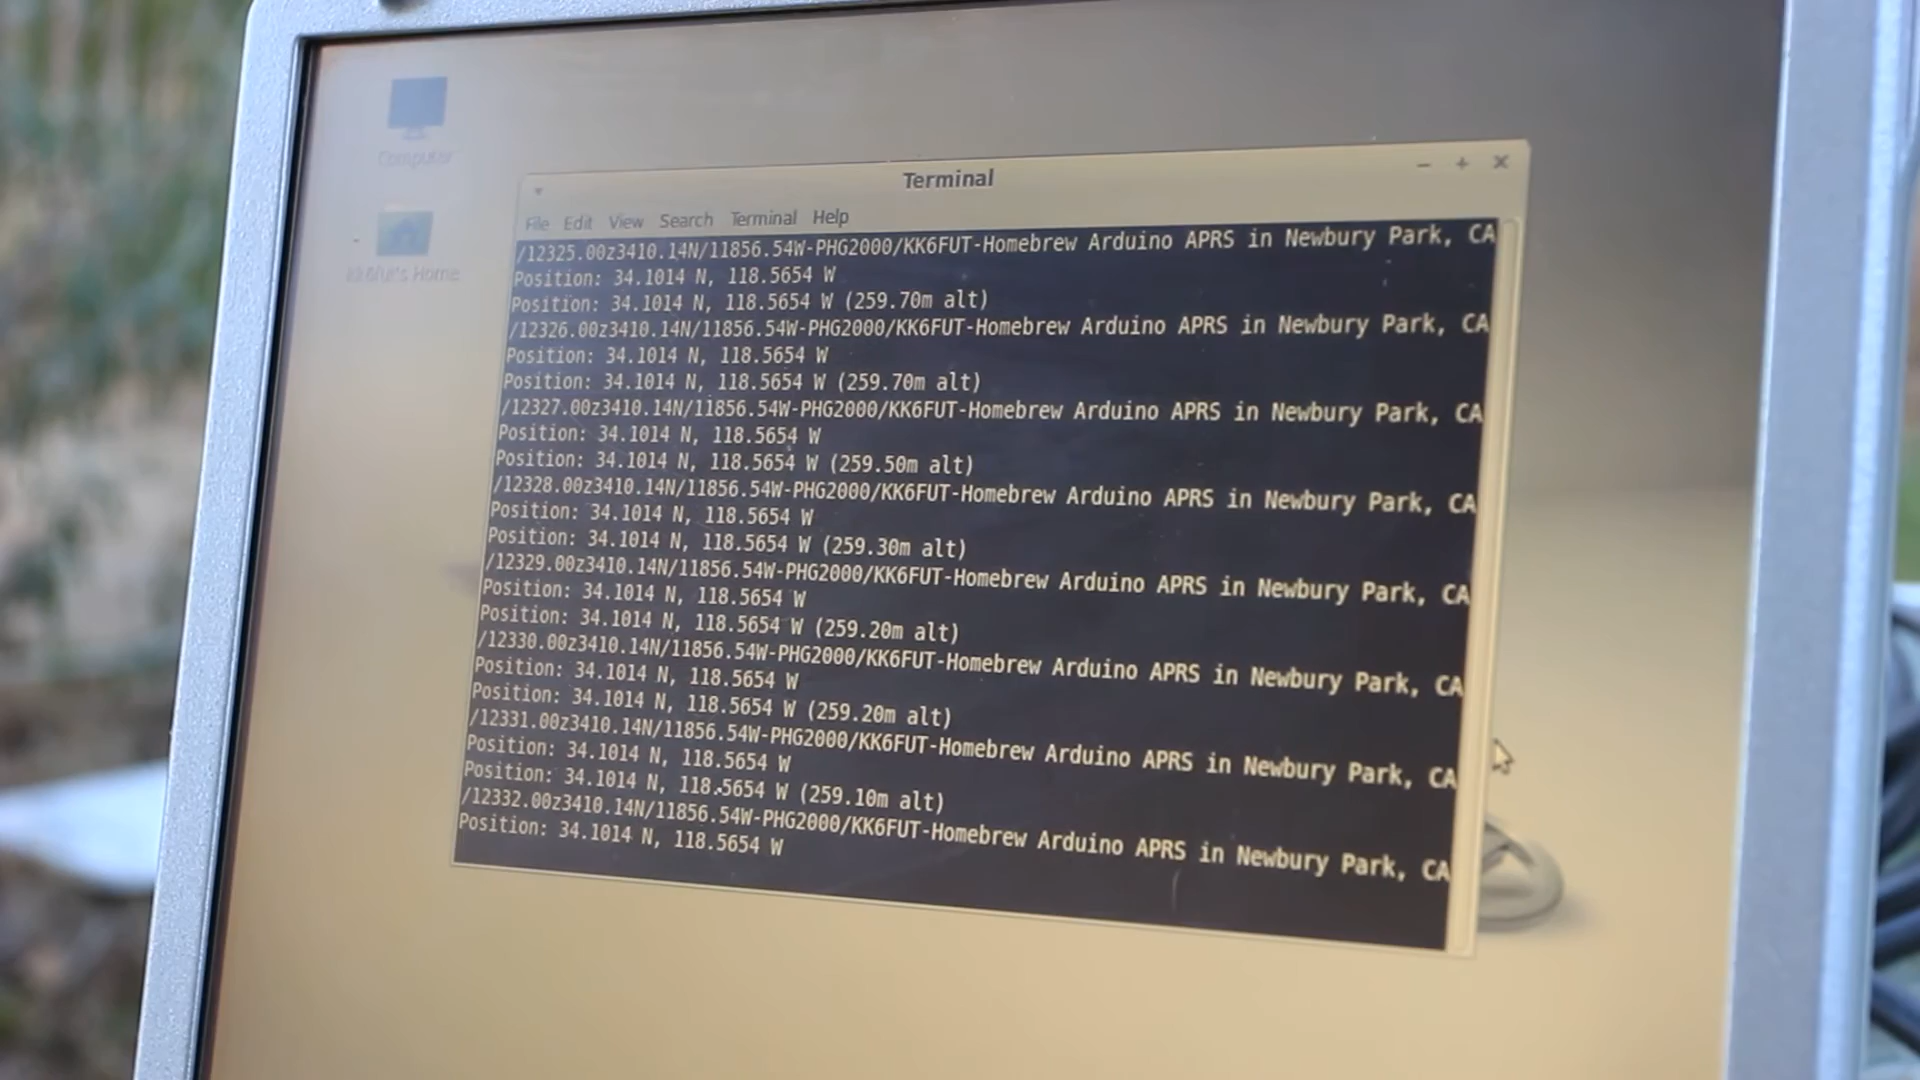 Computer
KK6fut's Home
Terminal
File Edit View Search Terminal Help
/12325.00z3410.14N/11856.54W-PHG2000/KK6FUT-Homebrew Arduino APRS in Newbury Park, CA
Position: 34.1014 N, 118.5654 W
Position: 34.1014 N, 118.5654 W (259.70m alt)
/12326.00z3410.14N/11856.54W-PHG2000/KK6FUT-Homebrew Arduino APRS in Newbury Park, CA
Position: 34.1014 N, 118.5654 W
Position: 34.1014 N, 118.5654 W (259.70m alt)
/12327.00z3410.14N/11856.54W-PHG2000/KK6FUT-Homebrew Arduino APRS in Newbury Park, CA
Position: 34.1014 N, 118.5654 W
Position: 34.1014 N, 118.5654 W (259.50m alt)
/12328.00z3410.14N/11856.54W-PHG2000/KK6FUT-Homebrew Arduino APRS in Newbury Park, CA
Position: 34.1014 N, 118.5654 W
Position: 34.1014 N, 118.5654 W (259.30m alt)
/12329.00z3410.14N/11856.54W-PHG2000/KK6FUT-Homebrew Arduino APRS in Newbury Park, CA
Position: 34.1014 N, 118.5654 W
Position: 34.1014 N, 118.5654 W (259.20m alt)
/12330.00z3410.14N/11856.54W-PHG2000/KK6FUT-Homebrew Arduino APRS in Newbury Park, CA
Position: 34.1014 N, 118.5654 W
Position: 34.1014 N, 118.5654 W (259.20m alt)
/12331.00z3410.14N/11856.54W-PHG2000/KK6FUT-Homebrew Arduino APRS in Newbury Park, CA
Position: 34.1014 N, 118.5654 W
Position: 34.1014 N, 118.5654 W (259.10m alt)
/12332.00z3410.14N/11856.54W-PHG2000/KK6FUT-Homebrew Arduino APRS in Newbury Park, CA
Position: 34.1014 N, 118.5654 W